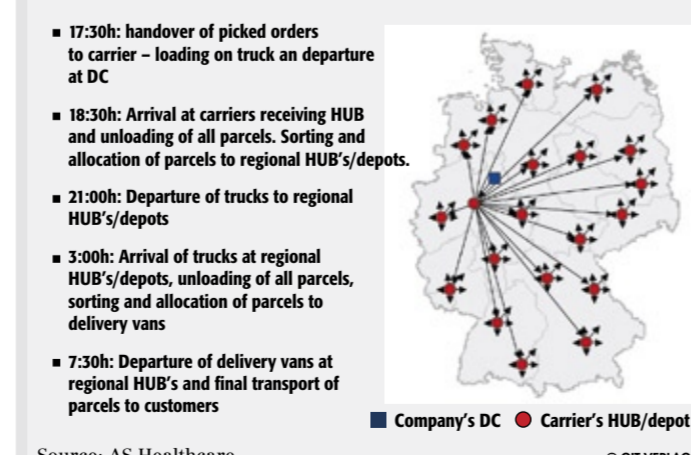 ■ 17:30h: handover of picked orders
to carrier – loading on truck an departure
at DC
■ 18:30h: Arrival at carriers receiving HUB
and unloading of all parcels. Sorting and
allocation of parcels to regional HUB's/depots.
■ 21:00h: Departure of trucks to regional
HUB's/depots
■ 3:00h: Arrival of trucks at regional
HUB's/depots, unloading of all parcels,
sorting and allocation of parcels to
delivery vans
■ 7:30h: Departure of delivery vans at
regional HUB's and final transport of
parcels to customers
Company's DC Carrier's HUB/depot
Source: AS Healthcare